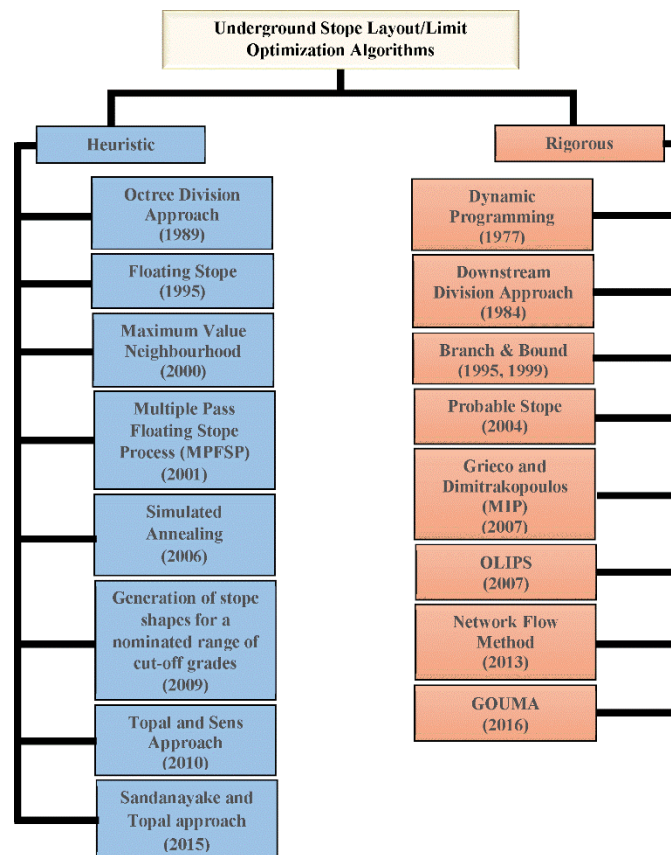 Underground Stope Layout/Limit
Optimization Algorithms
Heuristic
Octree Division
Approach
(1989)
Floating Stope
(1995)
Maximum Value
Neighbourhood
(2000)
Multiple Pass
Floating Stope
Process (MPFSP)
(2001)
Simulated
Annealing
(2006)
Generation of stope
shapes for a
nominated range of
cut-off grades
(2009)
Topal and Sens
Approach
(2010)
Sandanayake and
Topal approach
(2015)
Rigorous
Dynamic
Programming
(1977)
Downstream
Division Approach
(1984)
Branch & Bound
(1995, 1999)
Probable Stope
(2004)
Grieco and
Dimitrakopoulos
(MIP)
(2007)
OLIPS
(2007)
Network Flow
Method
(2013)
GOUMA
(2016)